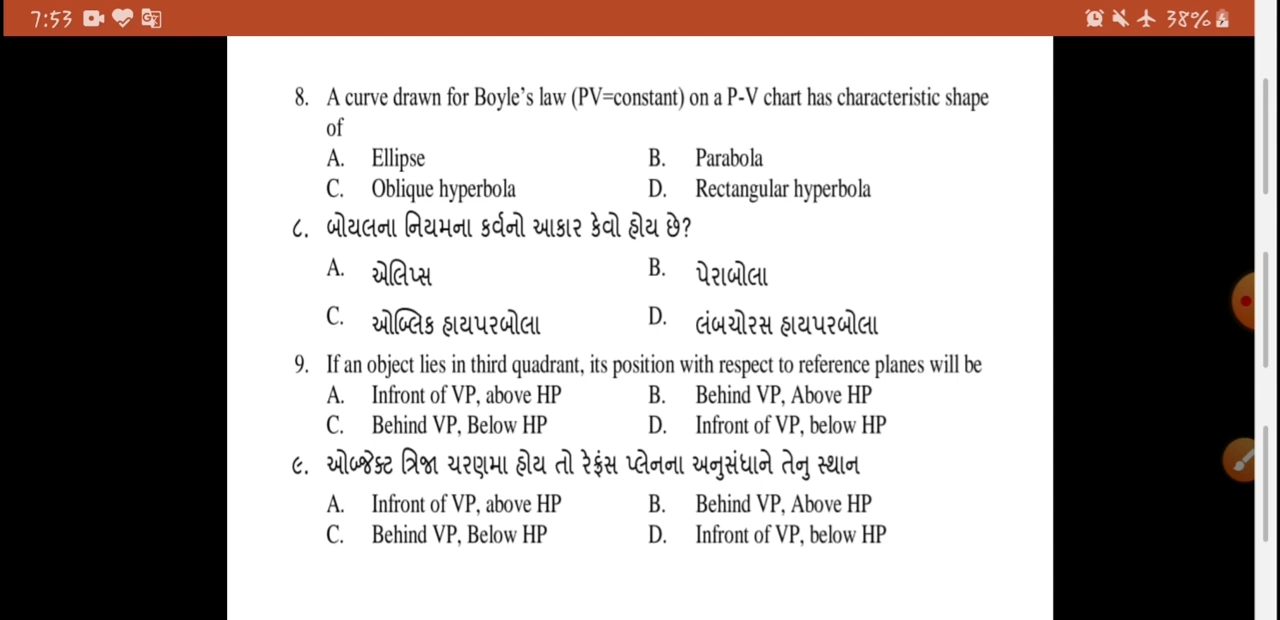 7:53
38%
8. A curve drawn for Boyle's law (PV=constant) on a P-V chart has characteristic shape
of
A. Ellipse B. Parabola
C. Oblique hyperbola D. Rectangular hyperbola
૮. બોયલના નિયમના કર્વનો આકાર કેવો હોય છે?
A. એલિપ્સ B. પેરાબોલા
C. ઓબ્લિક હાયપરબોલા D. લંબચોરસ હાયપરબોલા
9. If an object lies in third quadrant, its position with respect to reference planes will be
A. Infront of VP, above HP B. Behind VP, Above HP
C. Behind VP, Below HP D. Infront of VP, below HP
૯. ઓબ્જેક્ટ ત્રિજા ચરણમા હોય તો રેફ્રંસ પ્લેનના અનુસંધાને તેનુ સ્થાન
A. Infront of VP, above HP B. Behind VP, Above HP
C. Behind VP, Below HP D. Infront of VP, below HP